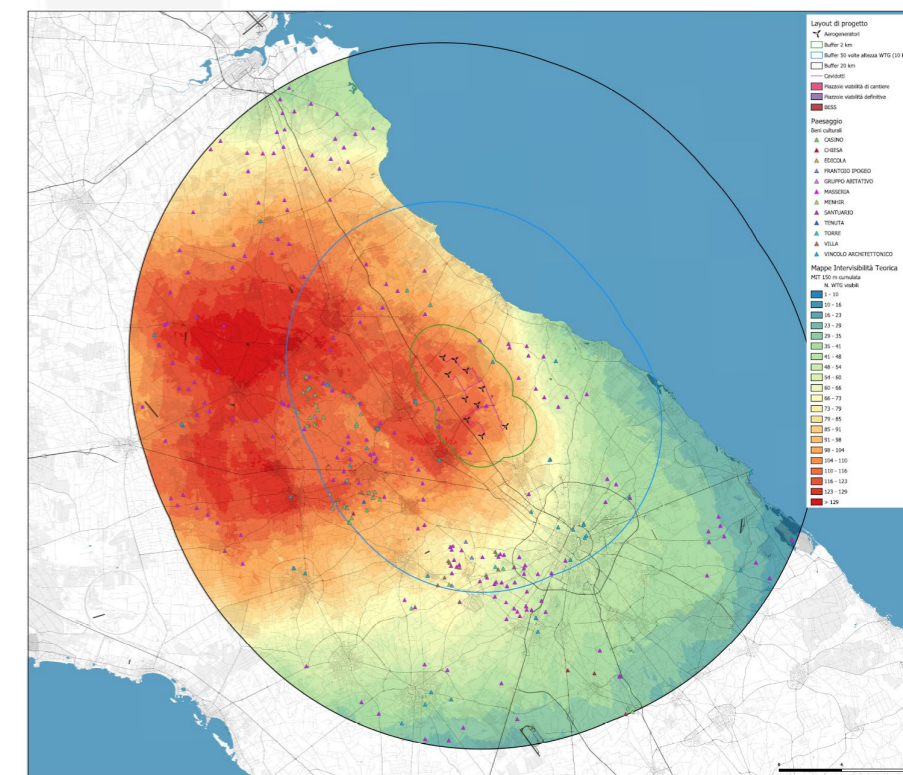 Layout di progetto
Aerogeneratori
Buffer 2 km
Buffer 50 volte altezza WTG (10
Buffer 20 km
Cavidotti
Piazzole viabilità di cantiere
Piazzole viabilità definitive
BESS
Paesaggio
Beni culturali
CASINO
CHIESA
EDICOLA
FRANTOIO IPOGEO
GRUPPO ABITATIVO
MASSERIA
MENHIR
SANTUARIO
TENUTA
TORRE
VILLA
VINCOLO ARCHITETTONICO
Mappe Intervisibilità Teorica
MIT 150 m cumulata
N. WTG visibili
1 - 10
10 - 16
16 - 23
23 - 29
29 - 35
35 - 41
41 - 48
48 - 54
54 - 60
60 - 66
66 - 73
73 - 79
79 - 85
85 - 91
91 - 98
98 - 104
104 - 110
110 - 116
116 - 123
123 - 129
> 129